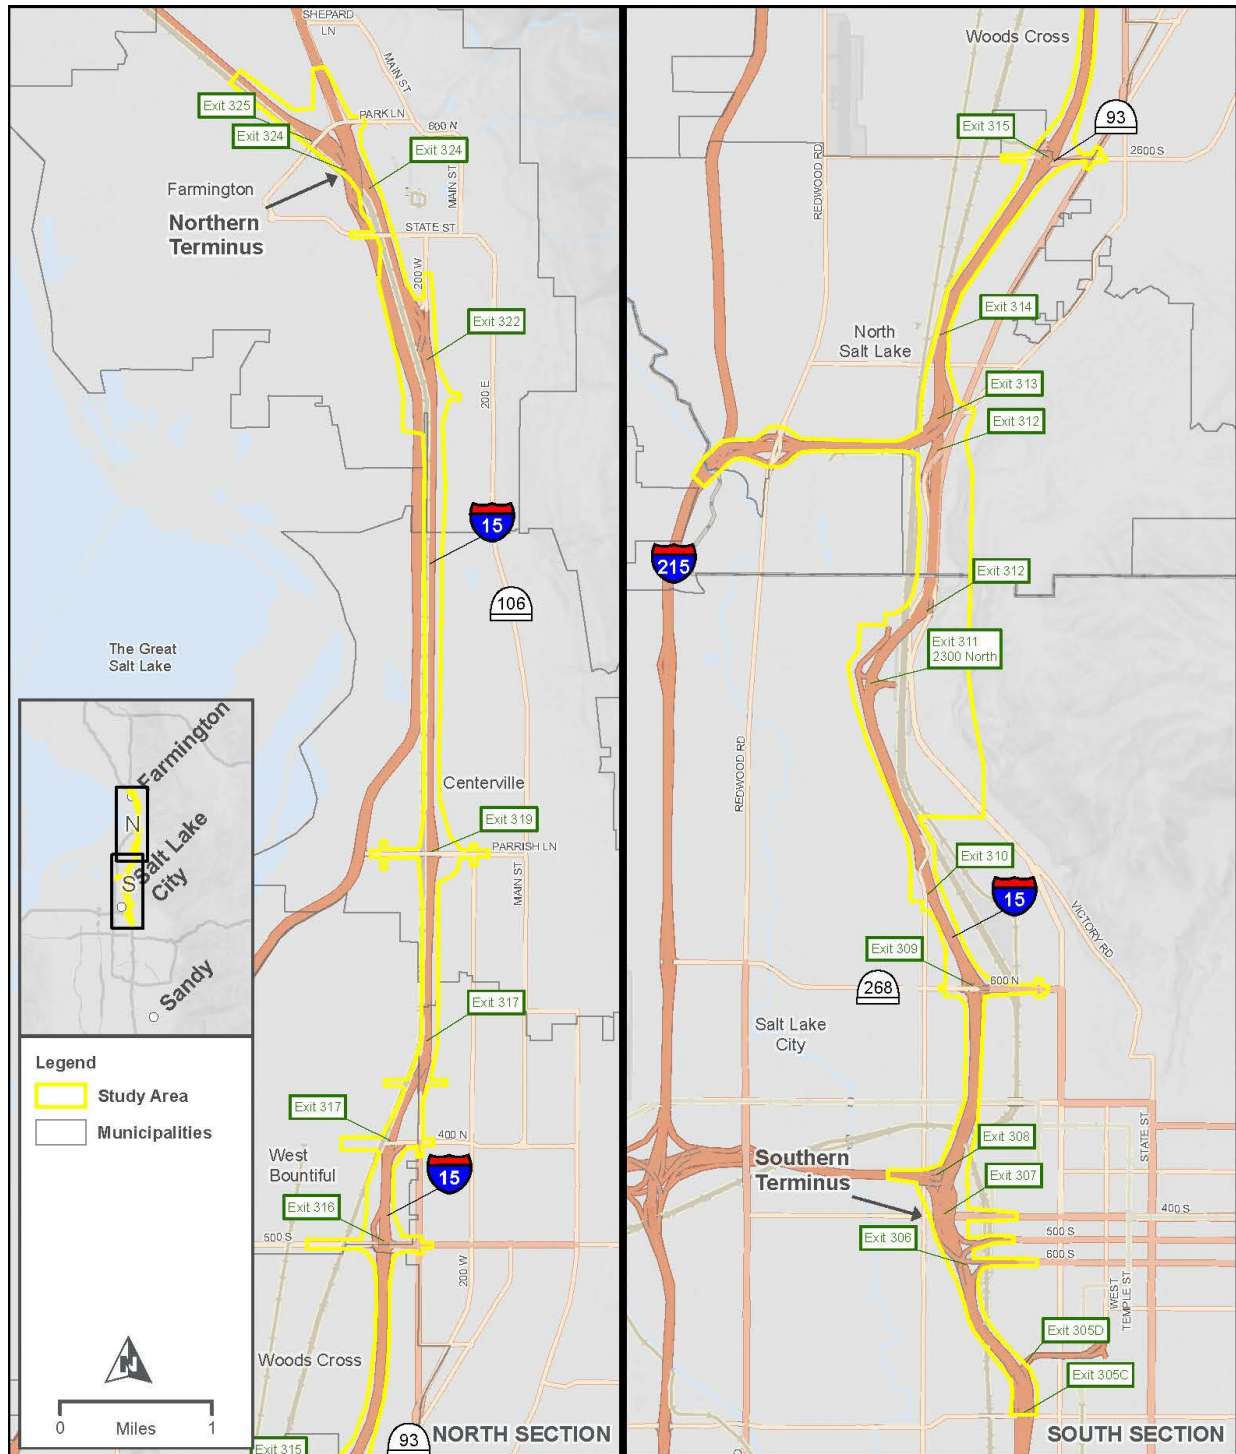 SHEPARD
LN
MAIN ST
Exit 325
PARK LN
600 N
Exit 324
Exit 324
MAIN ST
Farmington
Northern
Terminus
STATE ST
200 W
Exit 322
200 E
15
106
The Great
Salt Lake
Farmington
N
Salt Lake
City
S
Sandy
Centerville
Exit 319
PARRISH LN
MAIN ST
Exit 317
Exit 317
400 N
West
Bountiful
15
Exit 316
500 S
200 W
Woods Cross
93
Exit 315
NORTH SECTION
Legend
Study Area
Municipalities
N
0
Miles
1
Woods Cross
93
Exit 315
2600 S
REDWOOD RD
Exit 314
North
Salt Lake
Exit 313
Exit 312
215
Exit 312
Exit 311
2300 North
REDWOOD RD
Exit 310
15
VICTORY RD
Exit 309
600 N
268
Salt Lake
City
STATE ST
Exit 308
Southern
Terminus
Exit 307
400 S
500 S
Exit 306
600 S
WEST
TEMPLE ST
Exit 305D
Exit 305C
SOUTH SECTION